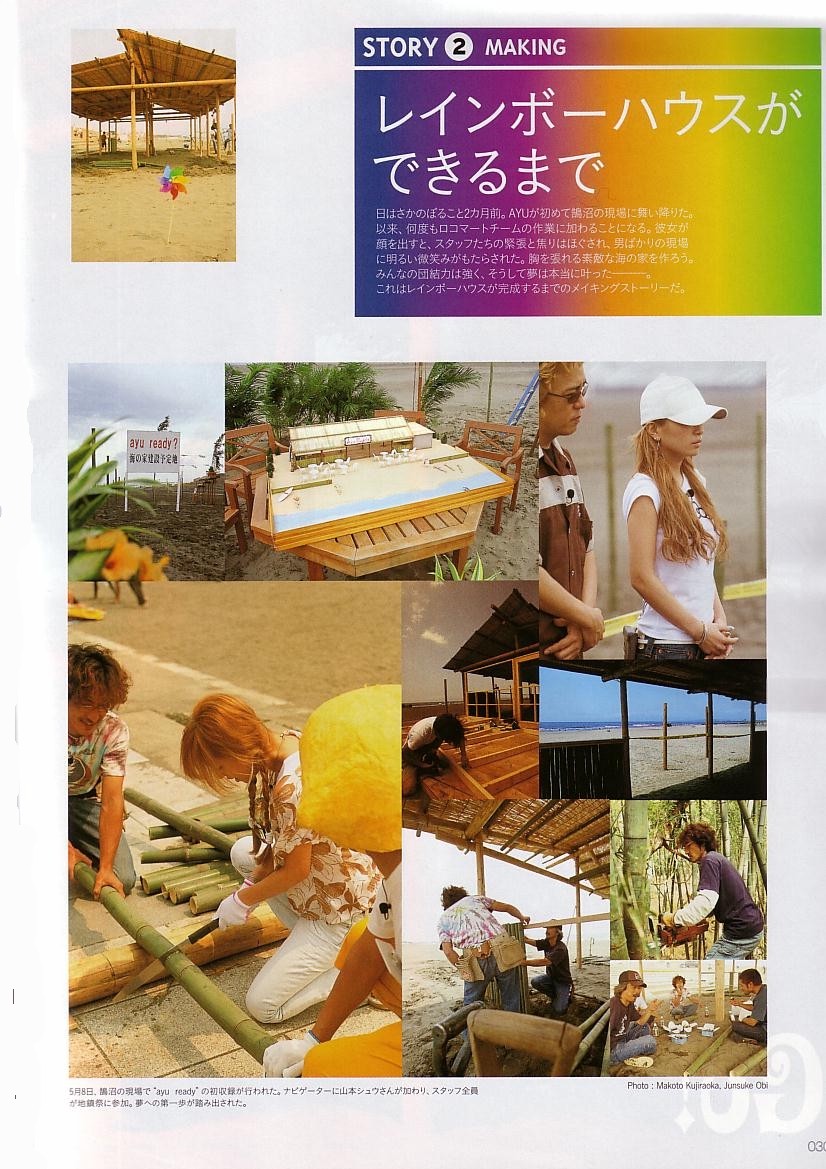 STORY 2 MAKING
レインボーハウスが
できるまで
日はさかのぼること2カ月前。AYUが初めて鵠沼の現場に舞い降りた。
以来、何度もロコマートチームの作業に加わることになる。彼女が
顔を出すと、スタッフたちの緊張と焦りはほぐされ、男ばかりの現場
に明るい微笑みがもたらされた。胸を張れる素敵な海の家を作ろう。
みんなの団結力は強く、そうして夢は本当に叶った———。
これはレインボーハウスが完成するまでのメイキングストーリーだ。
ayu ready?
海の家建設予定地
5月8日、鵠沼の現場で"ayu ready"の初収録が行われた。ナビゲーターに山本シュウさんが加わり、スタッフ全員
が地鎮祭に参加。夢への第一歩が踏み出された。
Photo : Makoto Kujiraoka, Junsuke Obi
030